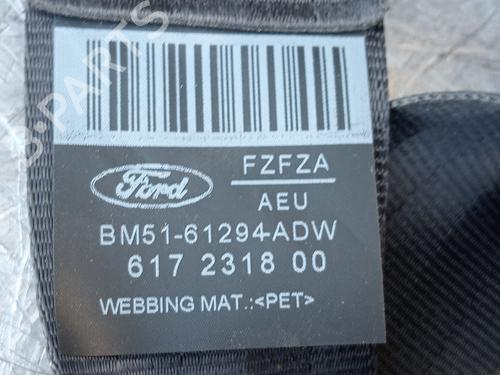 B-PARTS
FZFZA
AEU
Ford
BM51-61294ADW
617 2318 00
WEBBING MAT.:<PET>